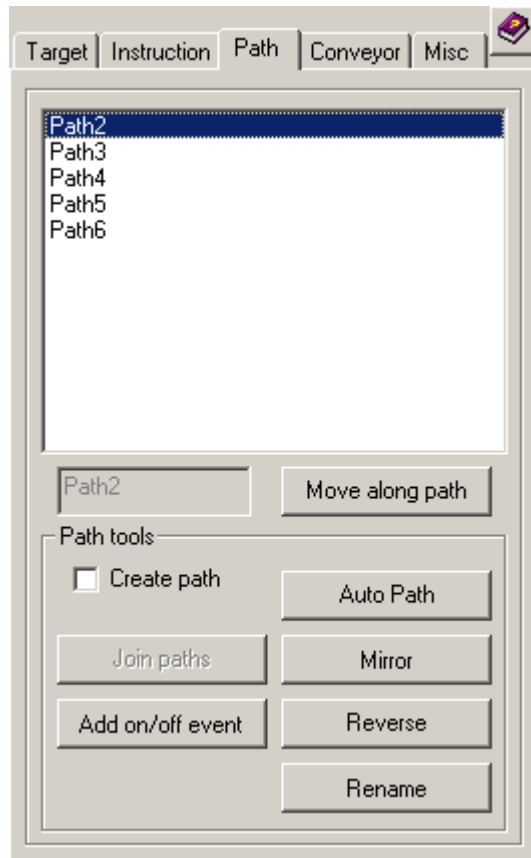 Target Instruction Path Conveyor Misc
Path2
Path3
Path4
Path5
Path6
Path2 Move along path
Path tools
Create path Auto Path
Join paths Mirror
Add on/off event Reverse
Rename